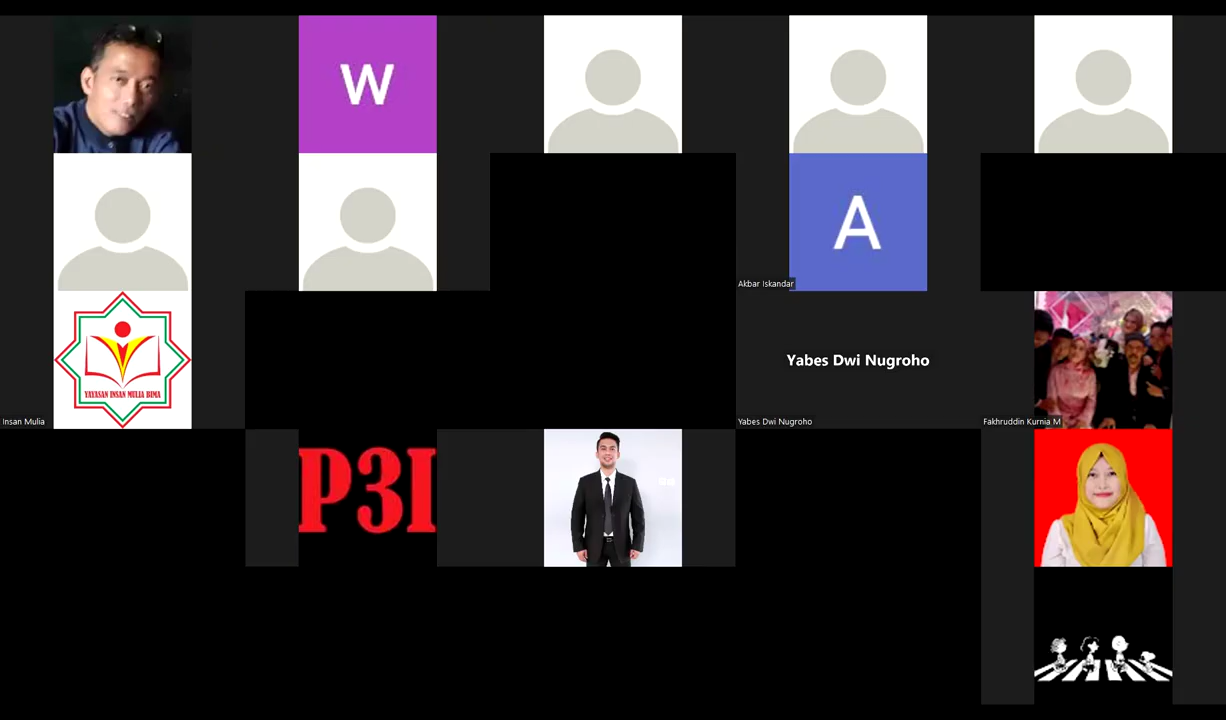 W
A
Akbar Iskandar
YAYASAN INSAN MULIA BIMA
Insan Mulia
Yabes Dwi Nugroho
Yabes Dwi Nugroho
Fakhruddin Kurnia M
P3I